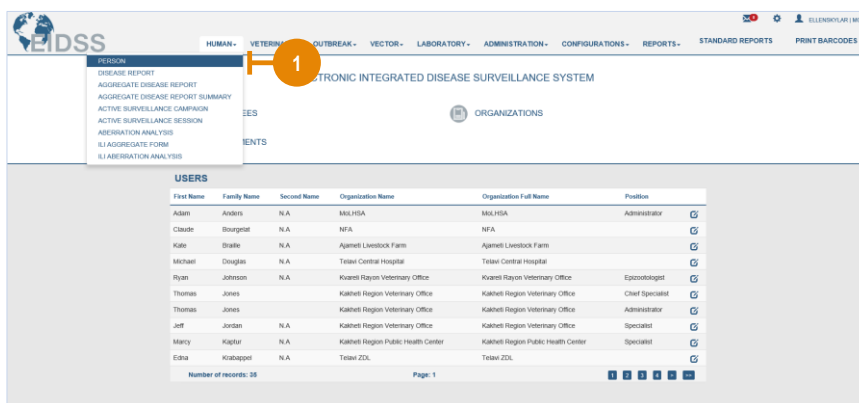 EIDSS
ELLENSKYLAR | M
HUMAN VETERIN OUTBREAK VECTOR LABORATORY ADMINISTRATION CONFIGURATIONS REPORTS STANDARD REPORTS PRINT BARCODES
PERSON
1
DISEASE REPORT
CTRONIC INTEGRATED DISEASE SURVEILLANCE SYSTEM
AGGREGATE DISEASE REPORT
AGGREGATE DISEASE REPORT SUMMARY
ACTIVE SURVEILLANCE CAMPAIGN
EES ORGANIZATIONS
ACTIVE SURVEILLANCE SESSION
ABERRATION ANALYSIS
ILI AGGREGATE FORM
MENTS
ILI ABERRATION ANALYSIS
USERS
First Name Family Name Second Name Organization Name Organization Full Name Position
Adam Anders N.A MoLHSA MoLHSA Administrator
Claude Bourgelat N.A NFA NFA
Kate Braille N.A Ajameti Livestock Farm Ajameti Livestock Farm
Michael Douglas N.A Telavi Central Hospital Telavi Central Hospital
Ryan Johnson N.A Kvareli Rayon Veterinary Office Kvareli Rayon Veterinary Office Epizootologist
Thomas Jones Kakheti Region Veterinary Office Kakheti Region Veterinary Office Chief Specialist
Thomas Jones Kakheti Region Veterinary Office Kakheti Region Veterinary Office Administrator
Jeff Jordan N.A Kakheti Region Veterinary Office Kakheti Region Veterinary Office Specialist
Marcy Kaptur N.A Kakheti Region Public Health Center Kakheti Region Public Health Center Specialist
Edna Krabappel N.A Telavi ZDL Telavi ZDL
Number of records: 35 Page: 1 1 2 3 4 > >>